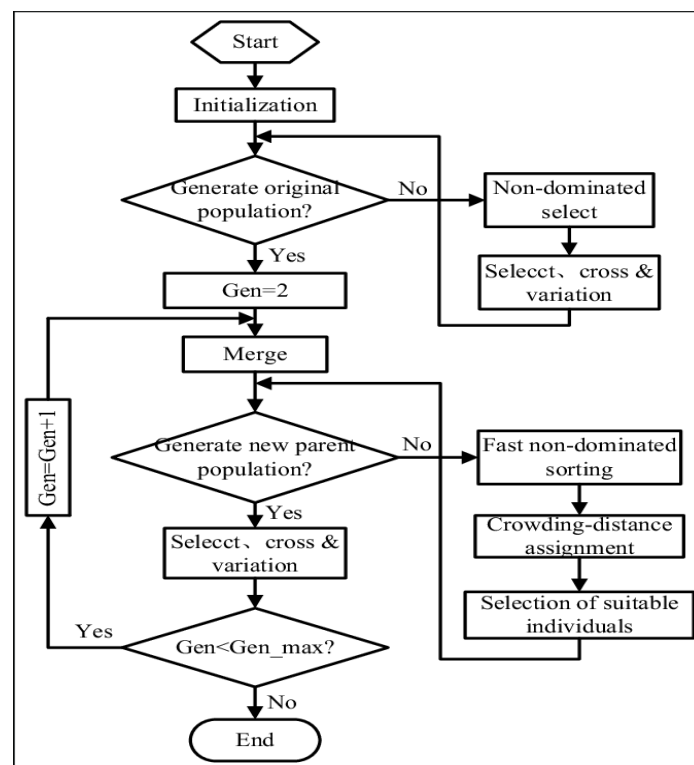 Start
Initialization
Generate original
population?
No
Non-dominated
select
Selecct、cross &
variation
Yes
Gen=2
Merge
Gen=Gen+1
Generate new parent
population?
No
Fast non-dominated
sorting
Crowding-distance
assignment
Selection of suitable
individuals
Yes
Selecct、cross &
variation
Yes
Gen<Gen_max?
No
End